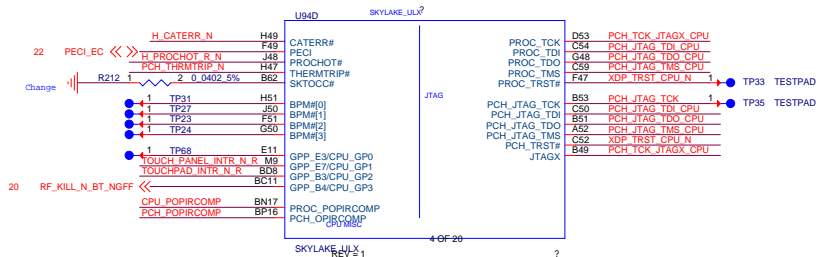 U94D
SKYLAKE_ULX
?
H_CATERR_N H49 CATERR#
22 PECI_EC F49 PECI
H_PROCHOT_R_N J48 PROCHOT#
PCH_THRMTRIP_N H47 THERMTRIP#
Change R212 1 2 0_0402_5% B62 SKTOCC#
1 TP31 H51 BPM#[0]
1 TP27 J50 BPM#[1]
1 TP23 F51 BPM#[2]
1 TP24 G50 BPM#[3]
1 TP68 E11 GPP_E3/CPU_GP0
TOUCH_PANEL_INTR_N_R M9 GPP_E7/CPU_GP1
TOUCHPAD_INTR_N_R BD8 GPP_B3/CPU_GP2
20 RF_KILL_N_BT_NGFF BC11 GPP_B4/CPU_GP3
CPU_POPIRCOMP BN17 PROC_POPIRCOMP
PCH_POPIRCOMP BP16 PCH_OPIRCOMP
CPU MISC
JTAG
PROC_TCK D53 PCH_TCK_JTAGX_CPU
PROC_TDI C54 PCH_JTAG_TDI_CPU
PROC_TDO G48 PCH_JTAG_TDO_CPU
PROC_TMS C59 PCH_JTAG_TMS_CPU
PROC_TRST# F47 XDP_TRST_CPU_N 1 TP33 TESTPAD
PCH_JTAG_TCK B53 PCH_JTAG_TCK 1 TP35 TESTPAD
PCH_JTAG_TDI C50 PCH_JTAG_TDI_CPU
PCH_JTAG_TDO B51 PCH_JTAG_TDO_CPU
PCH_JTAG_TMS A52 PCH_JTAG_TMS_CPU
PCH_TRST# C52 XDP_TRST_CPU_N
JTAGX B49 PCH_TCK_JTAGX_CPU
4 OF 20
SKYLAKE_ULX
REV = 1
?